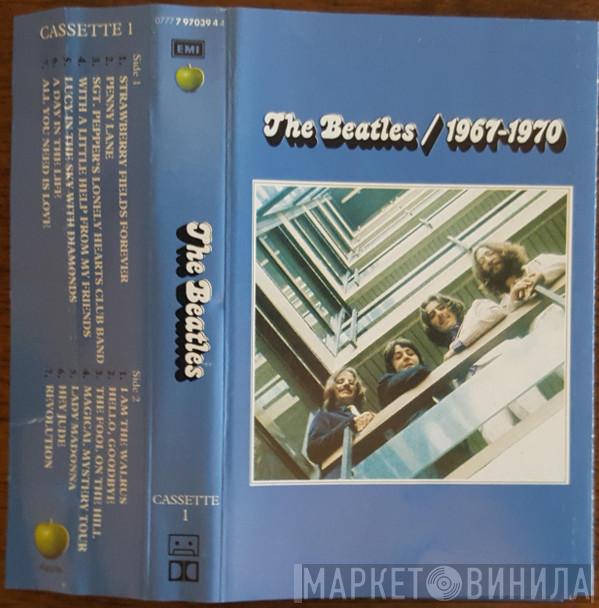 CASSETTE 1
Side 1
1. STRAWBERRY FIELDS FOREVER
2. PENNY LANE
3. SGT. PEPPER'S LONELY HEARTS CLUB BAND
4. WITH A LITTLE HELP FROM MY FRIENDS
5. LUCY IN THE SKY WITH DIAMONDS
6. A DAY IN THE LIFE
7. ALL YOU NEED IS LOVE
Side 2
1. I AM THE WALRUS
2. HELLO, GOODBYE
3. THE FOOL ON THE HILL
4. MAGICAL MYSTERY TOUR
5. LADY MADONNA
6. HEY JUDE
7. REVOLUTION
Apple
0777 7 97039 4 4
EMI
The Beatles
CASSETTE
1
The Beatles / 1967-1970
МАРКЕТ ВИНИЛА